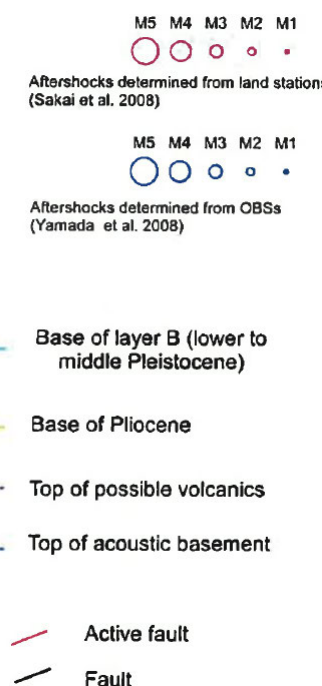 M5 M4 M3 M2 M1
Aftershocks determined from land stations
(Sakai et al. 2008)
M5 M4 M3 M2 M1
Aftershocks determined from OBSs
(Yamada et al. 2008)
Base of layer B (lower to
middle Pleistocene)
Base of Pliocene
Top of possible volcanics
Top of acoustic basement
Active fault
Fault